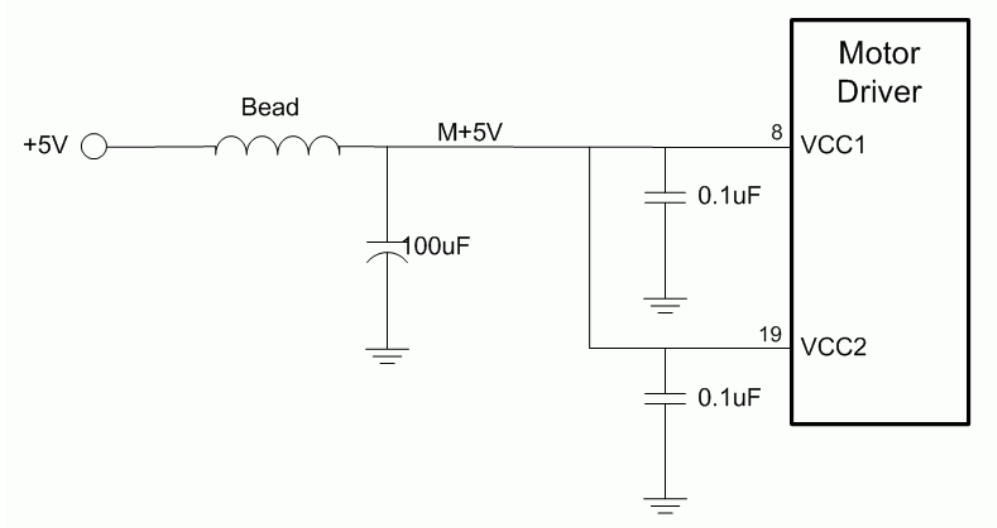 Motor
Driver
Bead
+5V
M+5V
8
VCC1
0.1uF
100uF
19
VCC2
0.1uF